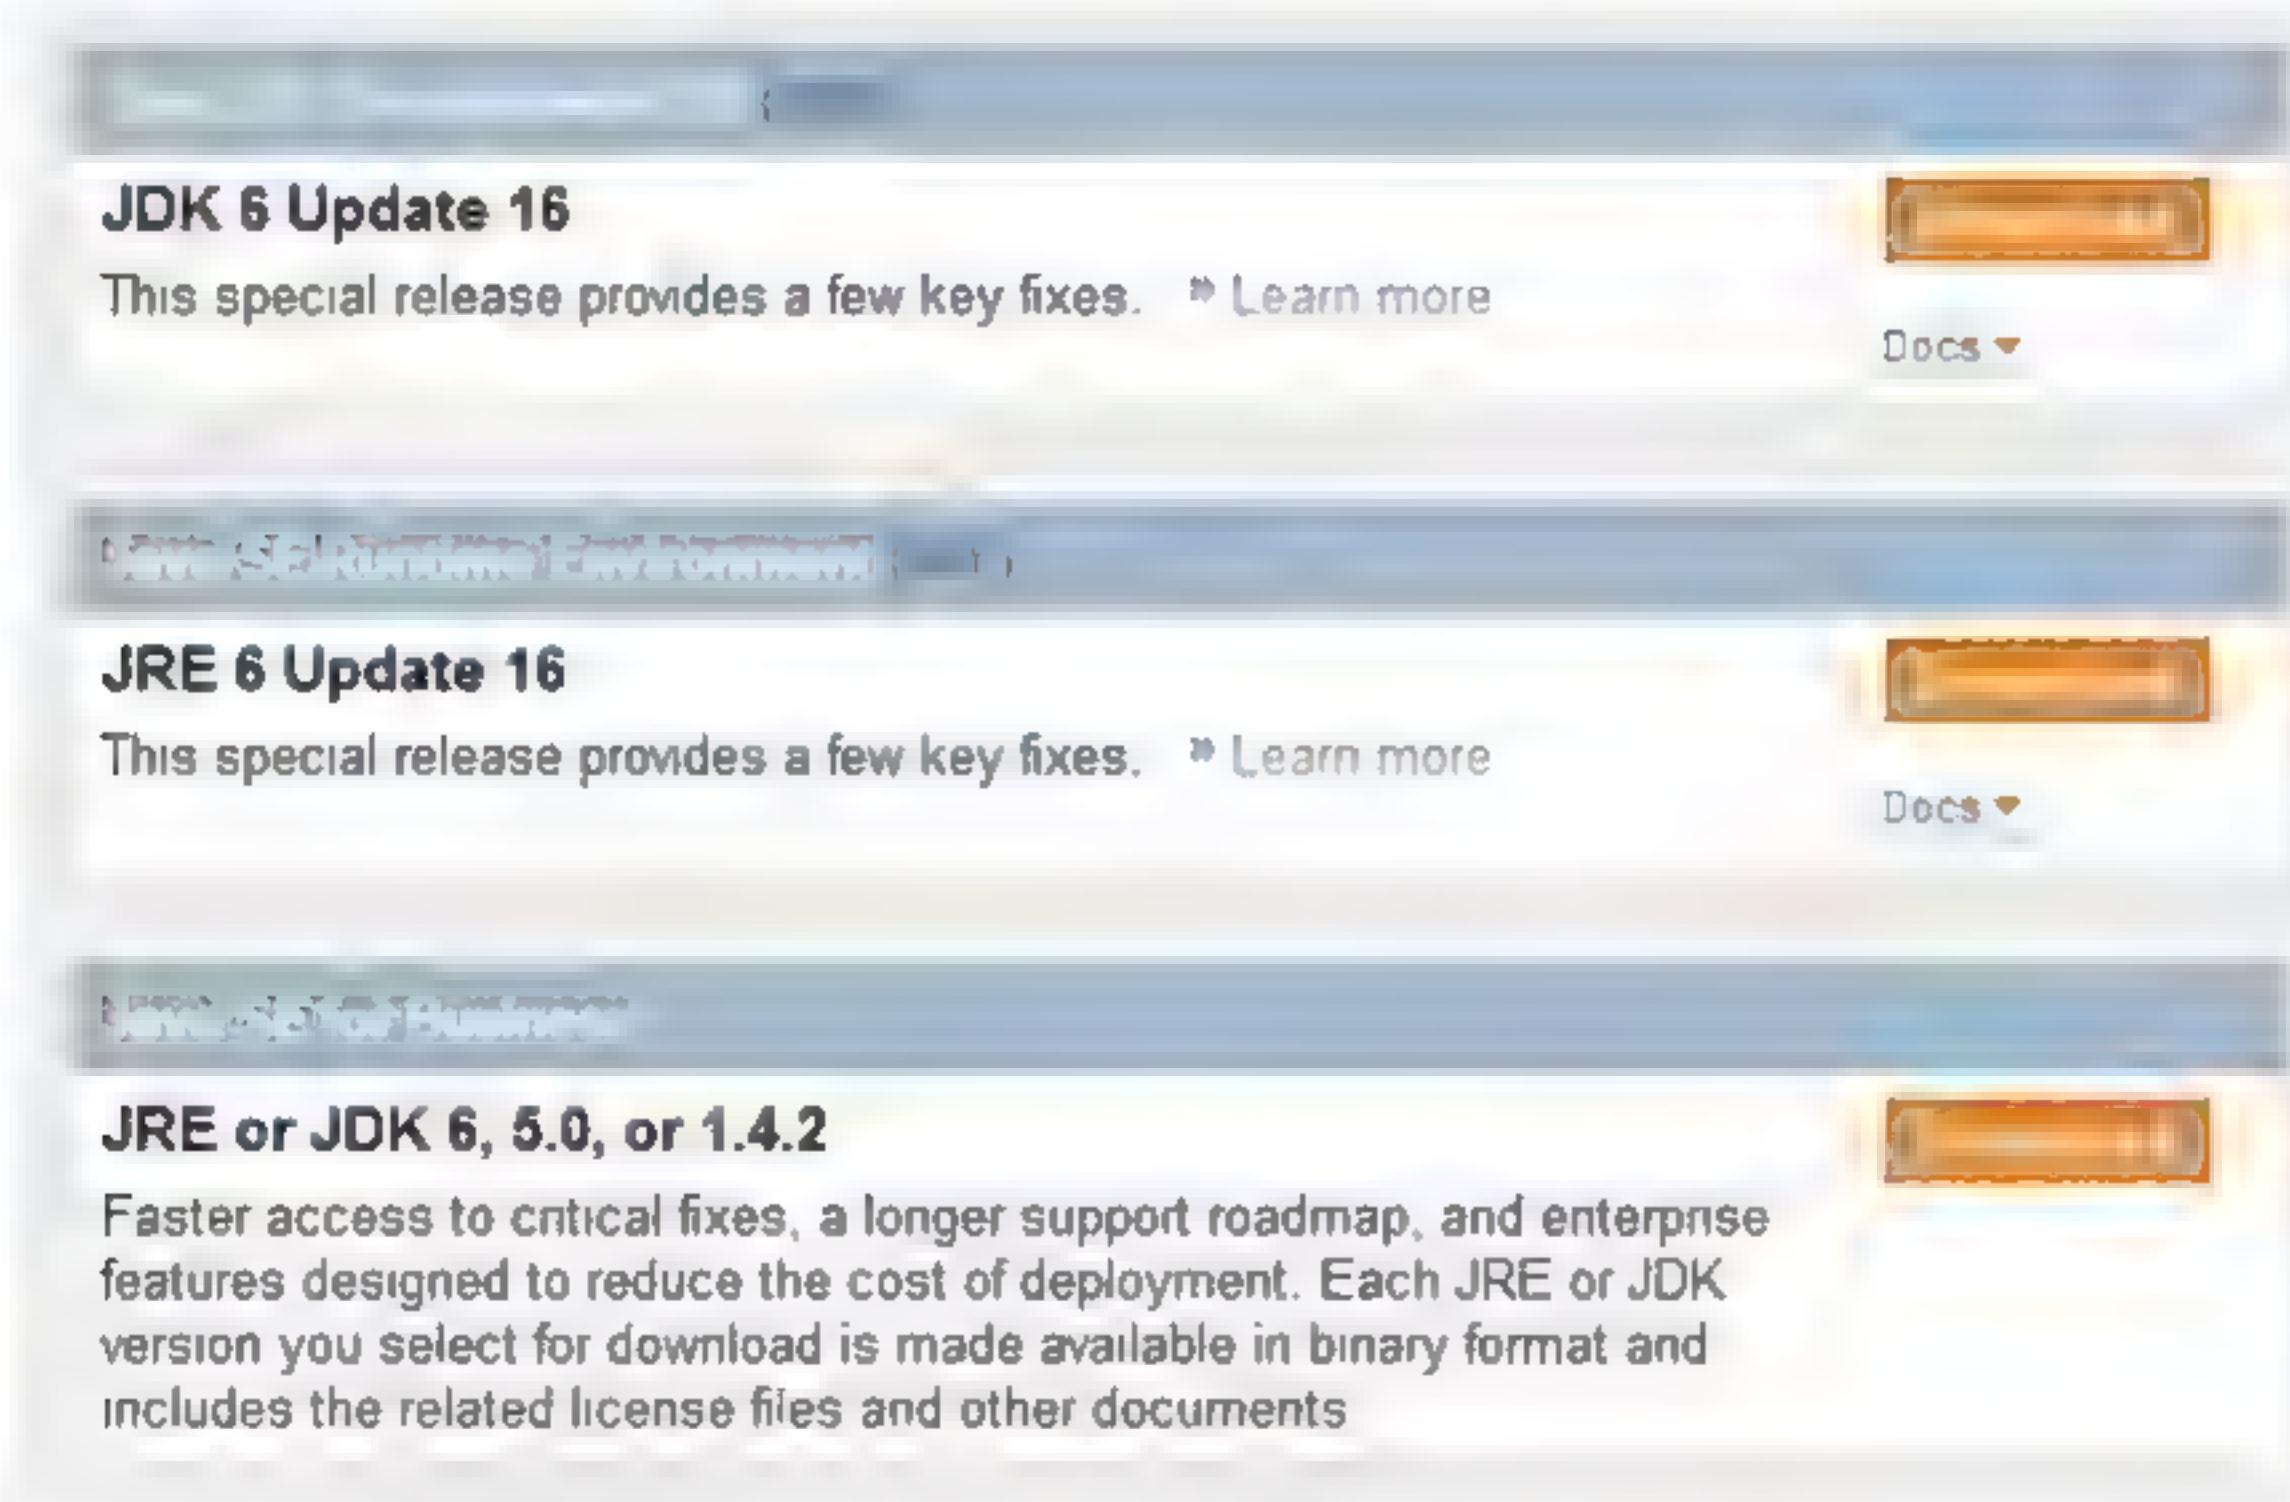 JDK 6 Update 16
This special release provides a few key fixes. » Learn more
Docs
JRE 6 Update 16
This special release provides a few key fixes. » Learn more
Docs
JRE or JDK 6, 5.0, or 1.4.2
Faster access to critical fixes, a longer support roadmap, and enterprise
features designed to reduce the cost of deployment. Each JRE or JDK
version you select for download is made available in binary format and
includes the related license files and other documents